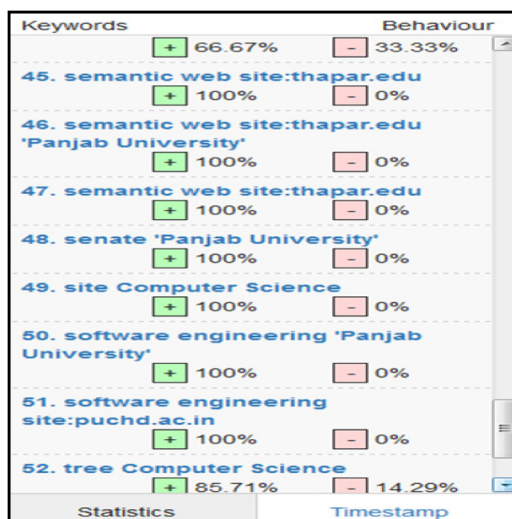 Keywords Behaviour
+ 66.67% - 33.33%
45. semantic web site:thapar.edu
+ 100% - 0%
46. semantic web site:thapar.edu
'Panjab University'
+ 100% - 0%
47. semantic web site:thapar.edu
+ 100% - 0%
48. senate 'Panjab University'
+ 100% - 0%
49. site Computer Science
+ 100% - 0%
50. software engineering 'Panjab
University'
+ 100% - 0%
51. software engineering
site:puchd.ac.in
+ 100% - 0%
52. tree Computer Science
+ 85.71% - 14.29%
Statistics Timestamp